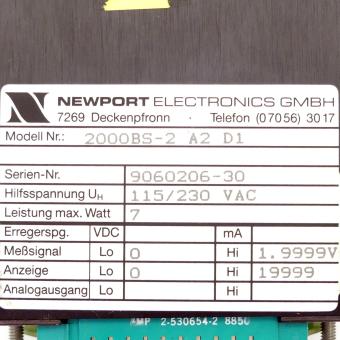 NEWPORT ELECTRONICS GMBH
7269 Deckenpfronn · Telefon (07056) 3017
Modell Nr.: 2000BS-2 A2 D1
Serien-Nr. 9060206-30
Hilfsspannung UH 115/230 VAC
Leistung max. Watt 7
Erregerspg. VDC mA
Meßsignal Lo 0 Hi 1.9999V
Anzeige Lo 0 Hi 19999
Analogausgang Lo Hi
AMP 2-530654-2 8850